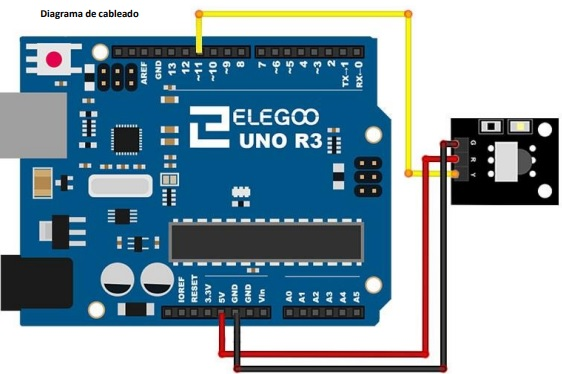 Diagrama de cableado
AREF
GND
13
12
~11
~10
~9
8
7
~6
~5
4
~3
2
TX→1
RX←0
ELEGOO
UNO R3
G
R
Y
IOREF
RESET
3.3V
5V
GND
GND
Vin
A0
A1
A2
A3
A4
A5